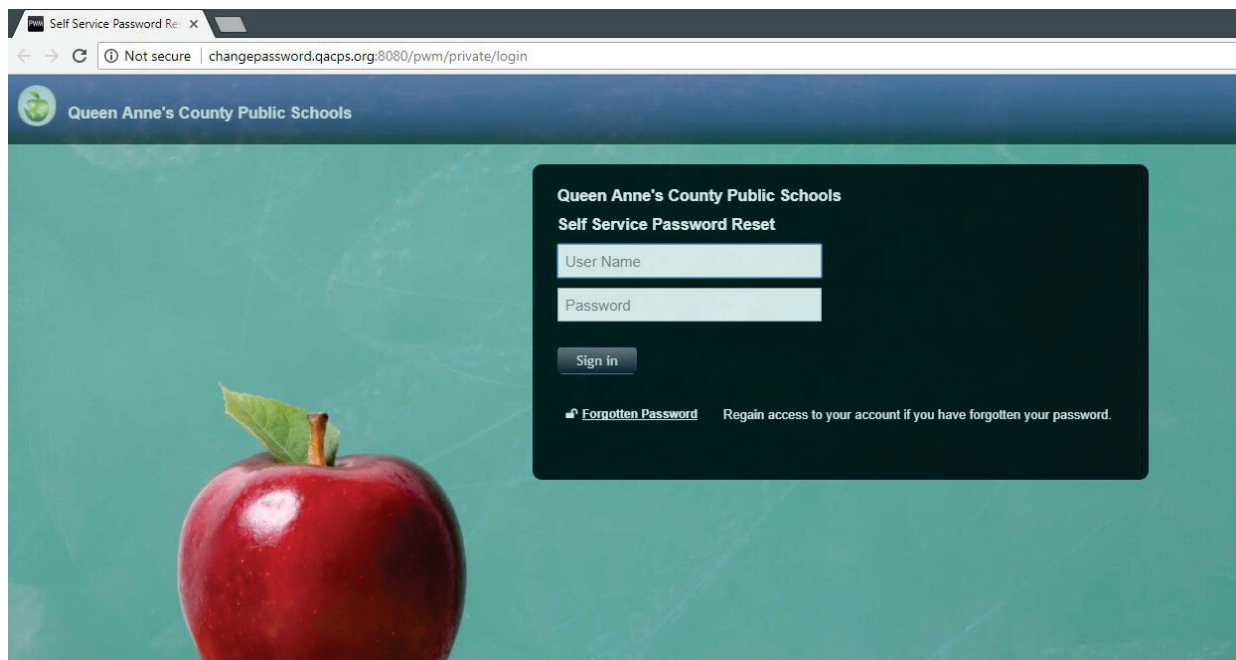 PWM Self Service Password Re
Not secure changepassword.qacps.org:8080/pwm/private/login
Queen Anne's County Public Schools
Queen Anne's County Public Schools
Self Service Password Reset
User Name
Password
Sign in
Forgotten Password Regain access to your account if you have forgotten your password.